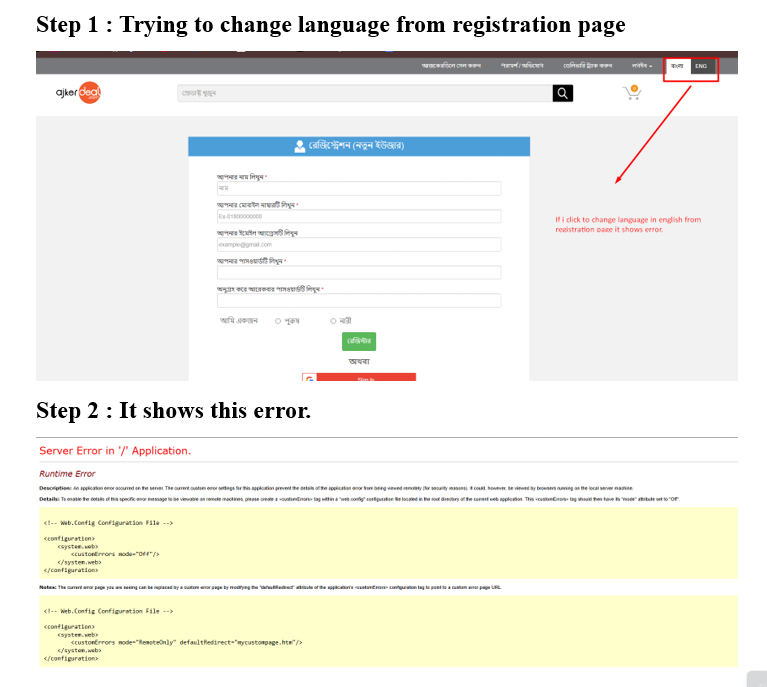 Step 1 : Trying to change language from registration page
আজকেরডিলে সেল করুন পরামর্শ/অভিযোগ ডেলিভারি ট্র্যাক করুন লগইন বাংলা ENG
ajkerdeal
.com
প্রোডাক্ট খুঁজুন
0
রেজিস্ট্রেশন (নতুন ইউজার)
আপনার নাম লিখুন *
নাম
আপনার মোবাইল নাম্বারটি লিখুন *
Ex-01800000000
আপনার ইমেইল অ্যাড্রেসটি লিখুন
example@gmail.com
If i click to change language in english from
registration page it shows error.
আপনার পাসওয়ার্ডটি লিখুন *
অনুগ্রহ করে আরেকবার পাসওয়ার্ডটি লিখুন *
আমি একজন পুরুষ নারী
রেজিস্টার
অথবা
Sign In
Step 2 : It shows this error.
Server Error in '/' Application.
Runtime Error
Description: An application error occurred on the server. The current custom error settings for this application prevent the details of the application error from being viewed remotely (for security reasons). It could, however, be viewed by browsers running on the local server machine.
Details: To enable the details of this specific error message to be viewable on remote machines, please create a <customErrors> tag within a "web.config" configuration file located in the root directory of the current web application. This <customErrors> tag should then have its "mode" attribute set to "Off".
<!-- Web.Config Configuration File -->
<configuration>
<system.web>
<customErrors mode="Off"/>
</system.web>
</configuration>
Notes: The current error page you are seeing can be replaced by a custom error page by modifying the "defaultRedirect" attribute of the application's <customErrors> configuration tag to point to a custom error page URL.
<!-- Web.Config Configuration File -->
<configuration>
<system.web>
<customErrors mode="RemoteOnly" defaultRedirect="mycustompage.htm"/>
</system.web>
</configuration>